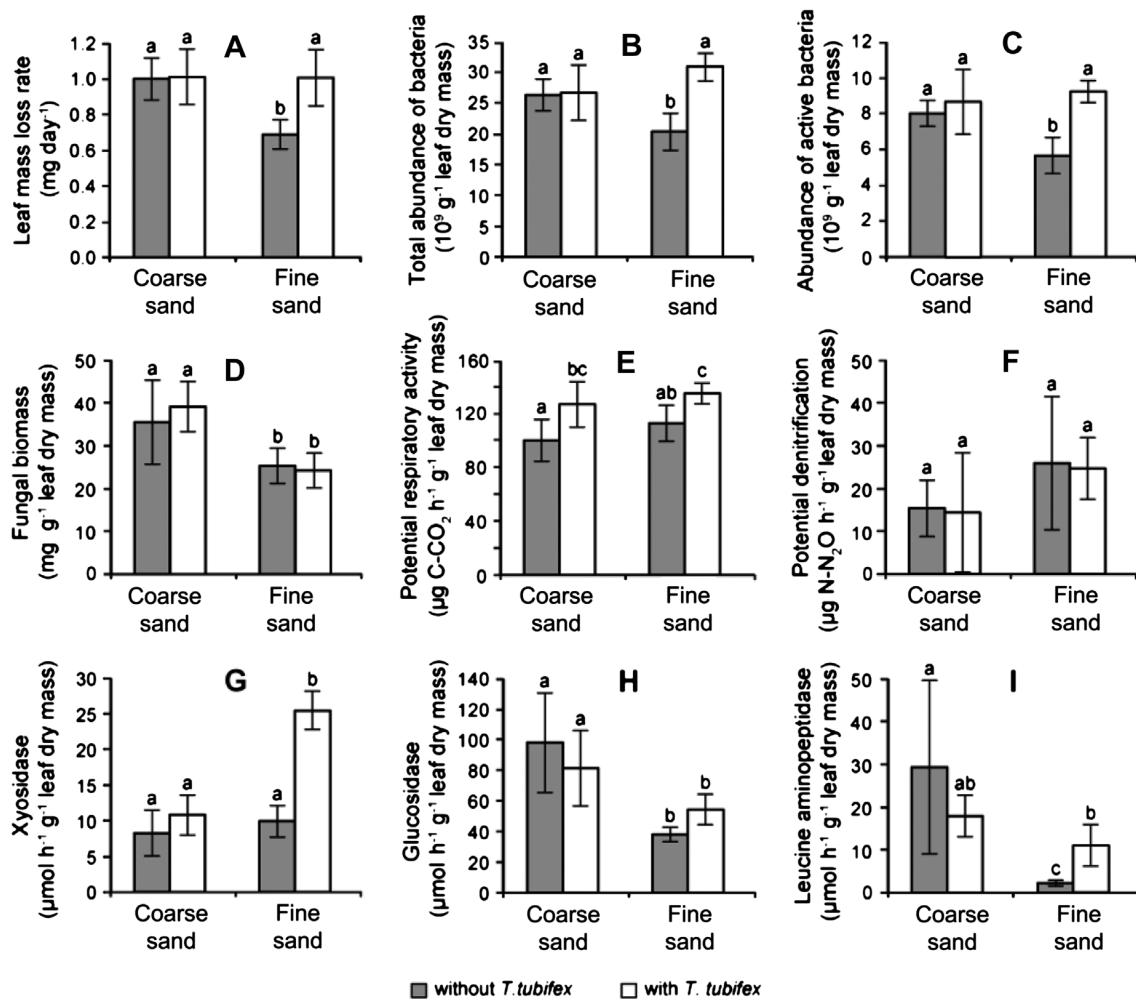 A
Leaf mass loss rate
(mg day⁻¹)
1.2
1.0
0.8
0.6
0.4
0.2
0.0
a
a
b
a
Coarse
sand
Fine
sand
B
Total abundance of bacteria
(10⁹ g⁻¹ leaf dry mass)
35
30
25
20
15
10
5
0
a
a
b
a
Coarse
sand
Fine
sand
C
Abundance of active bacteria
(10⁹ g⁻¹ leaf dry mass)
12
10
8
6
4
2
0
a
a
b
a
Coarse
sand
Fine
sand
D
Fungal biomass
(mg g⁻¹ leaf dry mass)
50
40
30
20
10
0
a
a
b
b
Coarse
sand
Fine
sand
E
Potential respiratory activity
(µg C-CO₂ h⁻¹ g⁻¹ leaf dry mass)
160
120
80
40
0
a
bc
ab
c
Coarse
sand
Fine
sand
F
Potential denitrification
(µg N-N₂O h⁻¹ g⁻¹ leaf dry mass)
50
40
30
20
10
0
a
a
a
a
Coarse
sand
Fine
sand
G
Xyosidase
(µmol h⁻¹ g⁻¹ leaf dry mass)
30
25
20
15
10
5
0
a
a
a
b
Coarse
sand
Fine
sand
H
Glucosidase
(µmol h⁻¹ g⁻¹ leaf dry mass)
140
120
100
80
60
40
20
0
a
a
b
b
Coarse
sand
Fine
sand
I
Leucine aminopeptidase
(µmol h⁻¹ g⁻¹ leaf dry mass)
50
40
30
20
10
0
a
ab
c
b
Coarse
sand
Fine
sand
without T.tubifex
with T. tubifex